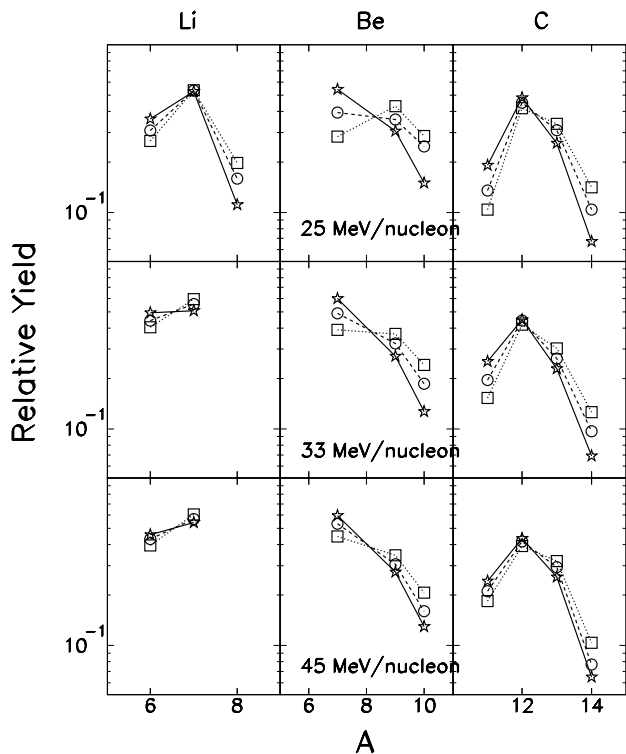 Li Be C
10⁻¹
25 MeV/nucleon
10⁻¹
33 MeV/nucleon
10⁻¹
45 MeV/nucleon
6 8 6 8 10 12 14
A
Relative Yield